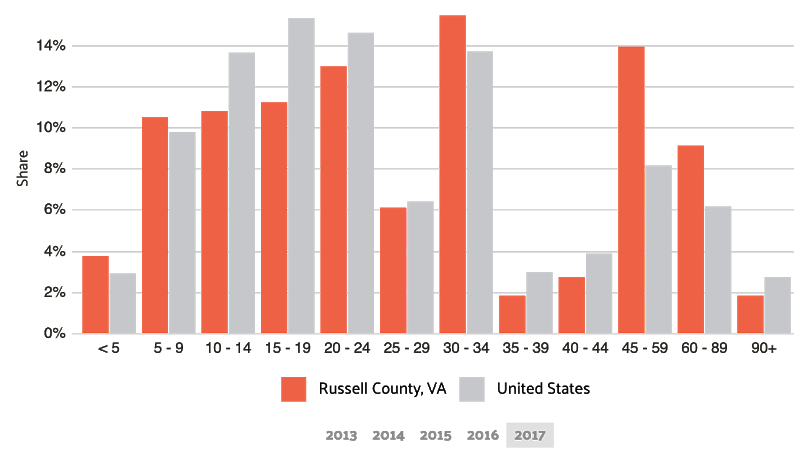 14%
12%
10%
8%
6%
4%
2%
0%
Share
< 5 5 - 9 10 - 14 15 - 19 20 - 24 25 - 29 30 - 34 35 - 39 40 - 44 45 - 59 60 - 89 90+
Russell County, VA United States
2013 2014 2015 2016 2017